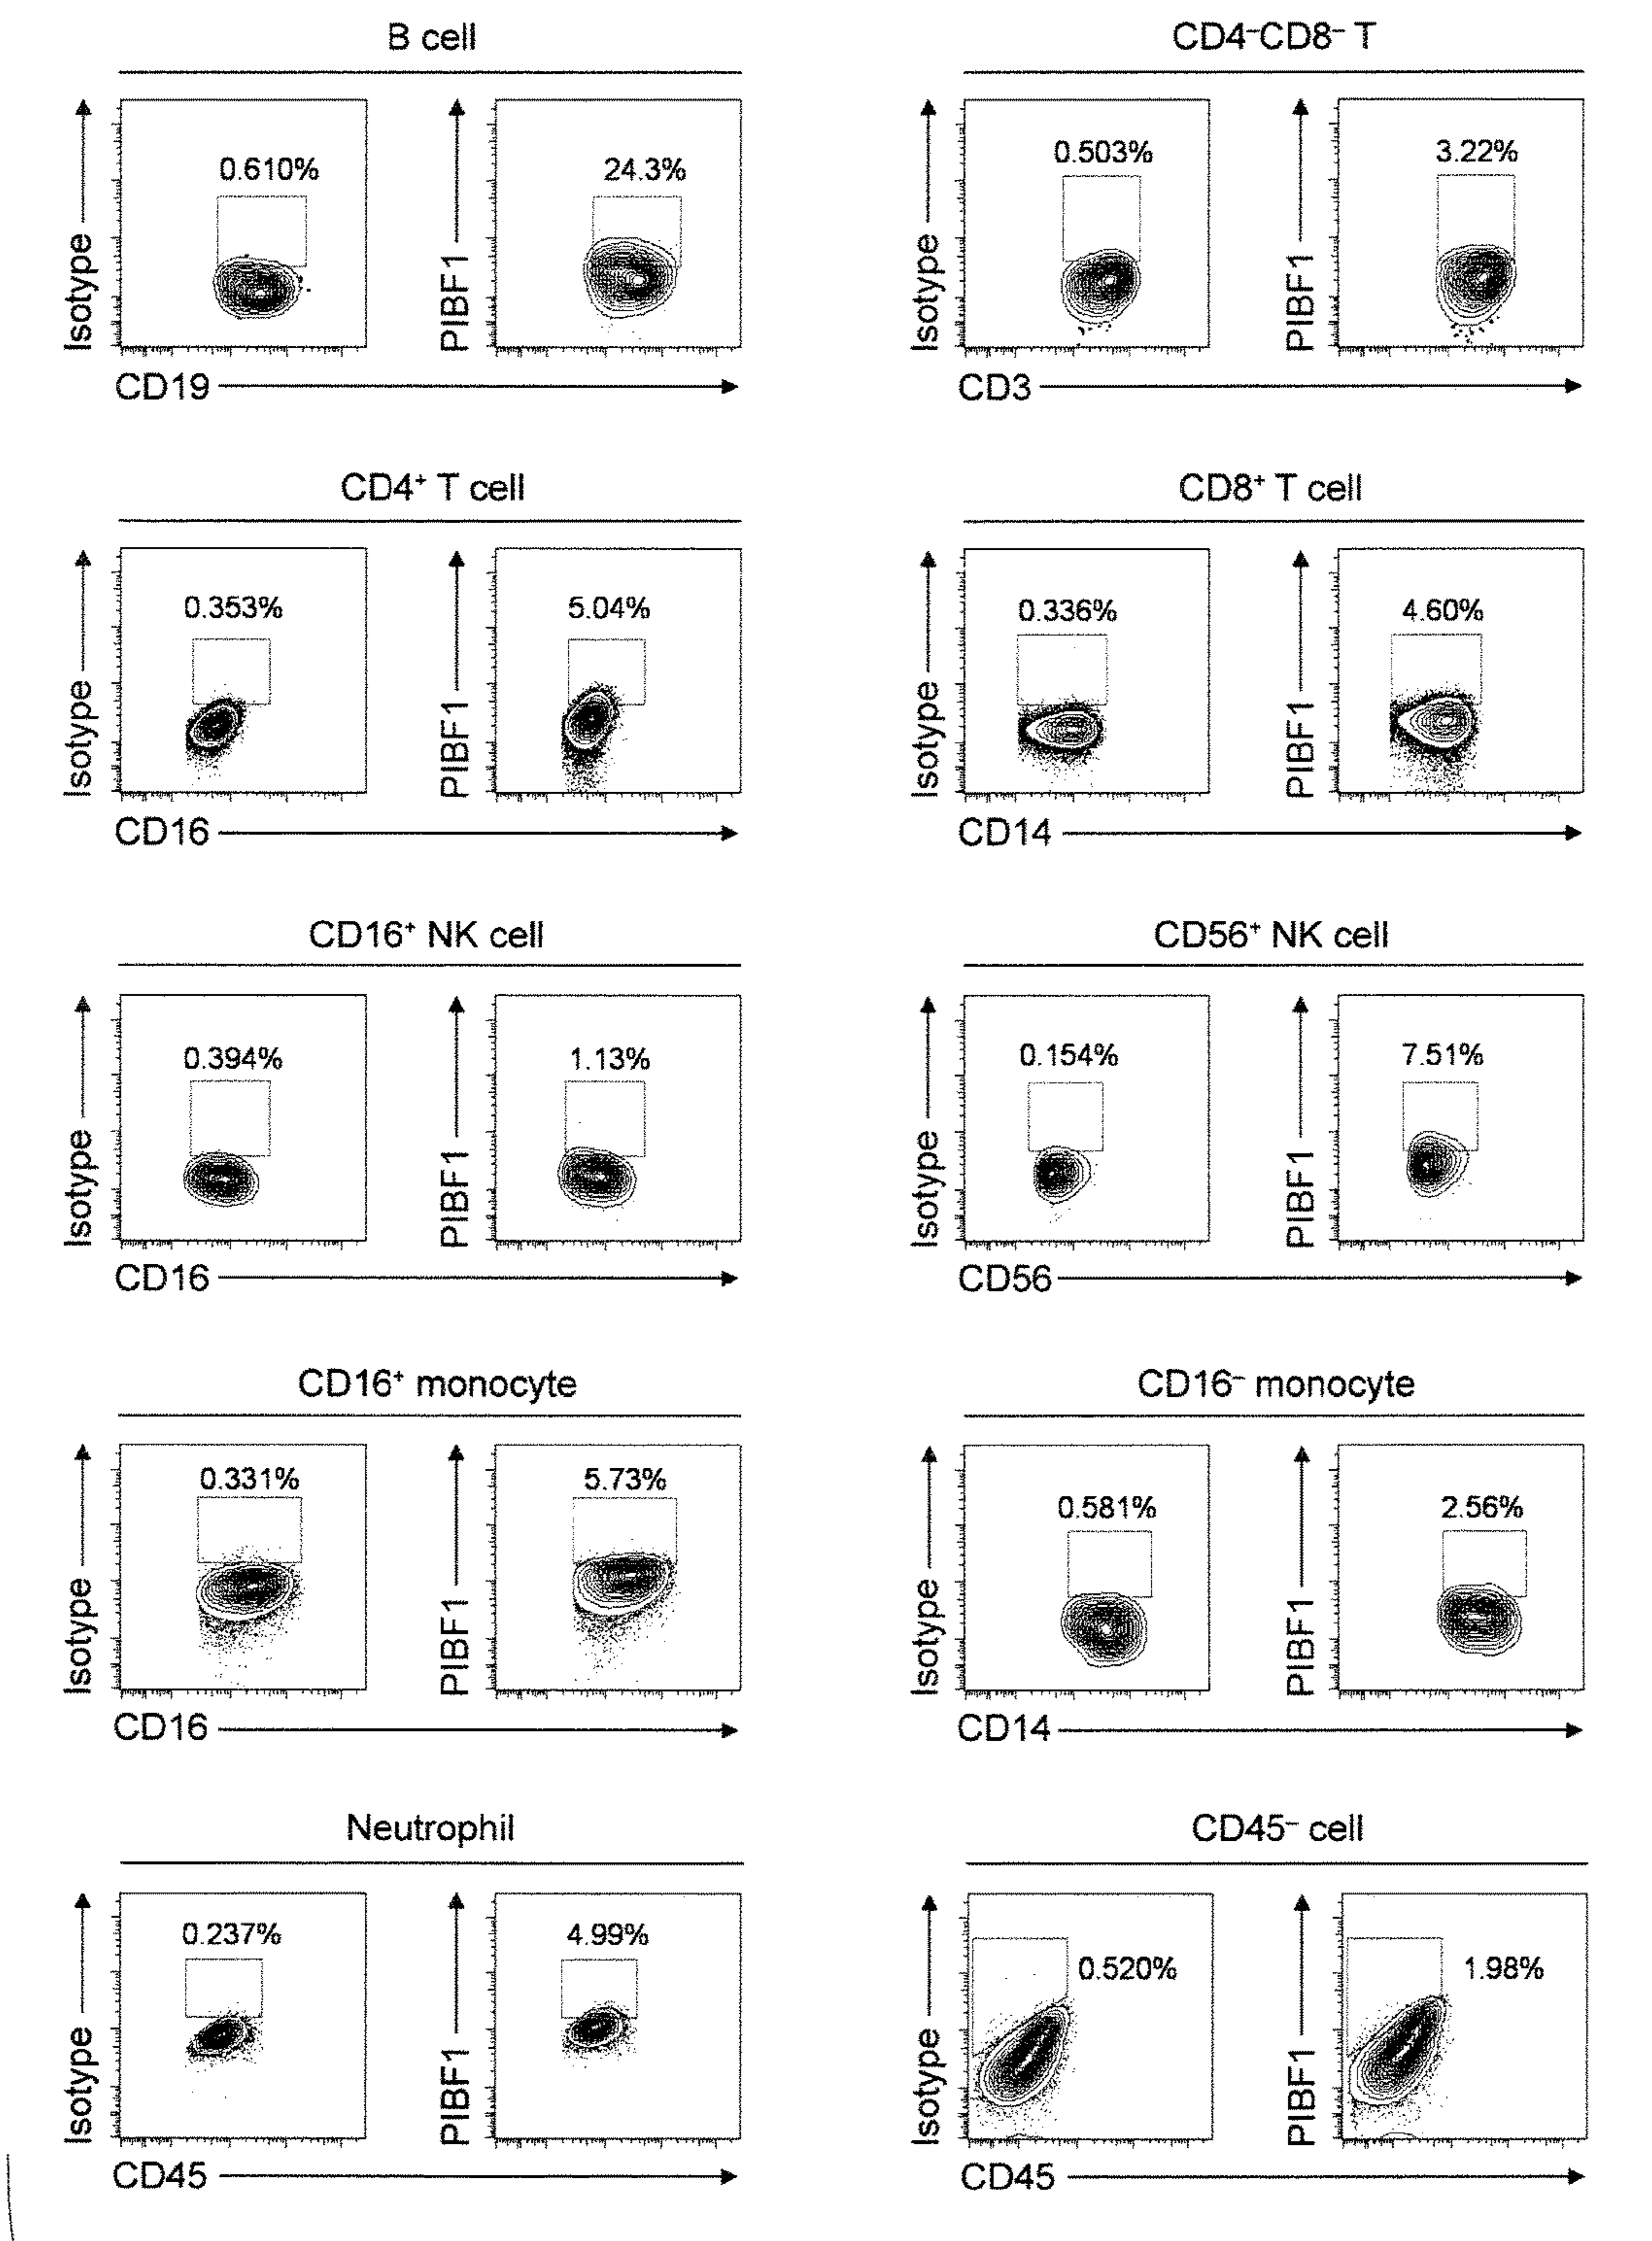 B cell
CD4⁻CD8⁻ T
Isotype
0.610%
PIBF1
24.3%
Isotype
0.503%
PIBF1
3.22%
CD19
CD3
CD4⁺ T cell
CD8⁺ T cell
Isotype
0.353%
PIBF1
5.04%
Isotype
0.336%
PIBF1
4.60%
CD16
CD14
CD16⁺ NK cell
CD56⁺ NK cell
Isotype
0.394%
PIBF1
1.13%
Isotype
0.154%
PIBF1
7.51%
CD16
CD56
CD16⁺ monocyte
CD16⁻ monocyte
Isotype
0.331%
PIBF1
5.73%
Isotype
0.581%
PIBF1
2.56%
CD16
CD14
Neutrophil
CD45⁻ cell
Isotype
0.237%
PIBF1
4.99%
Isotype
0.520%
PIBF1
1.98%
CD45
CD45